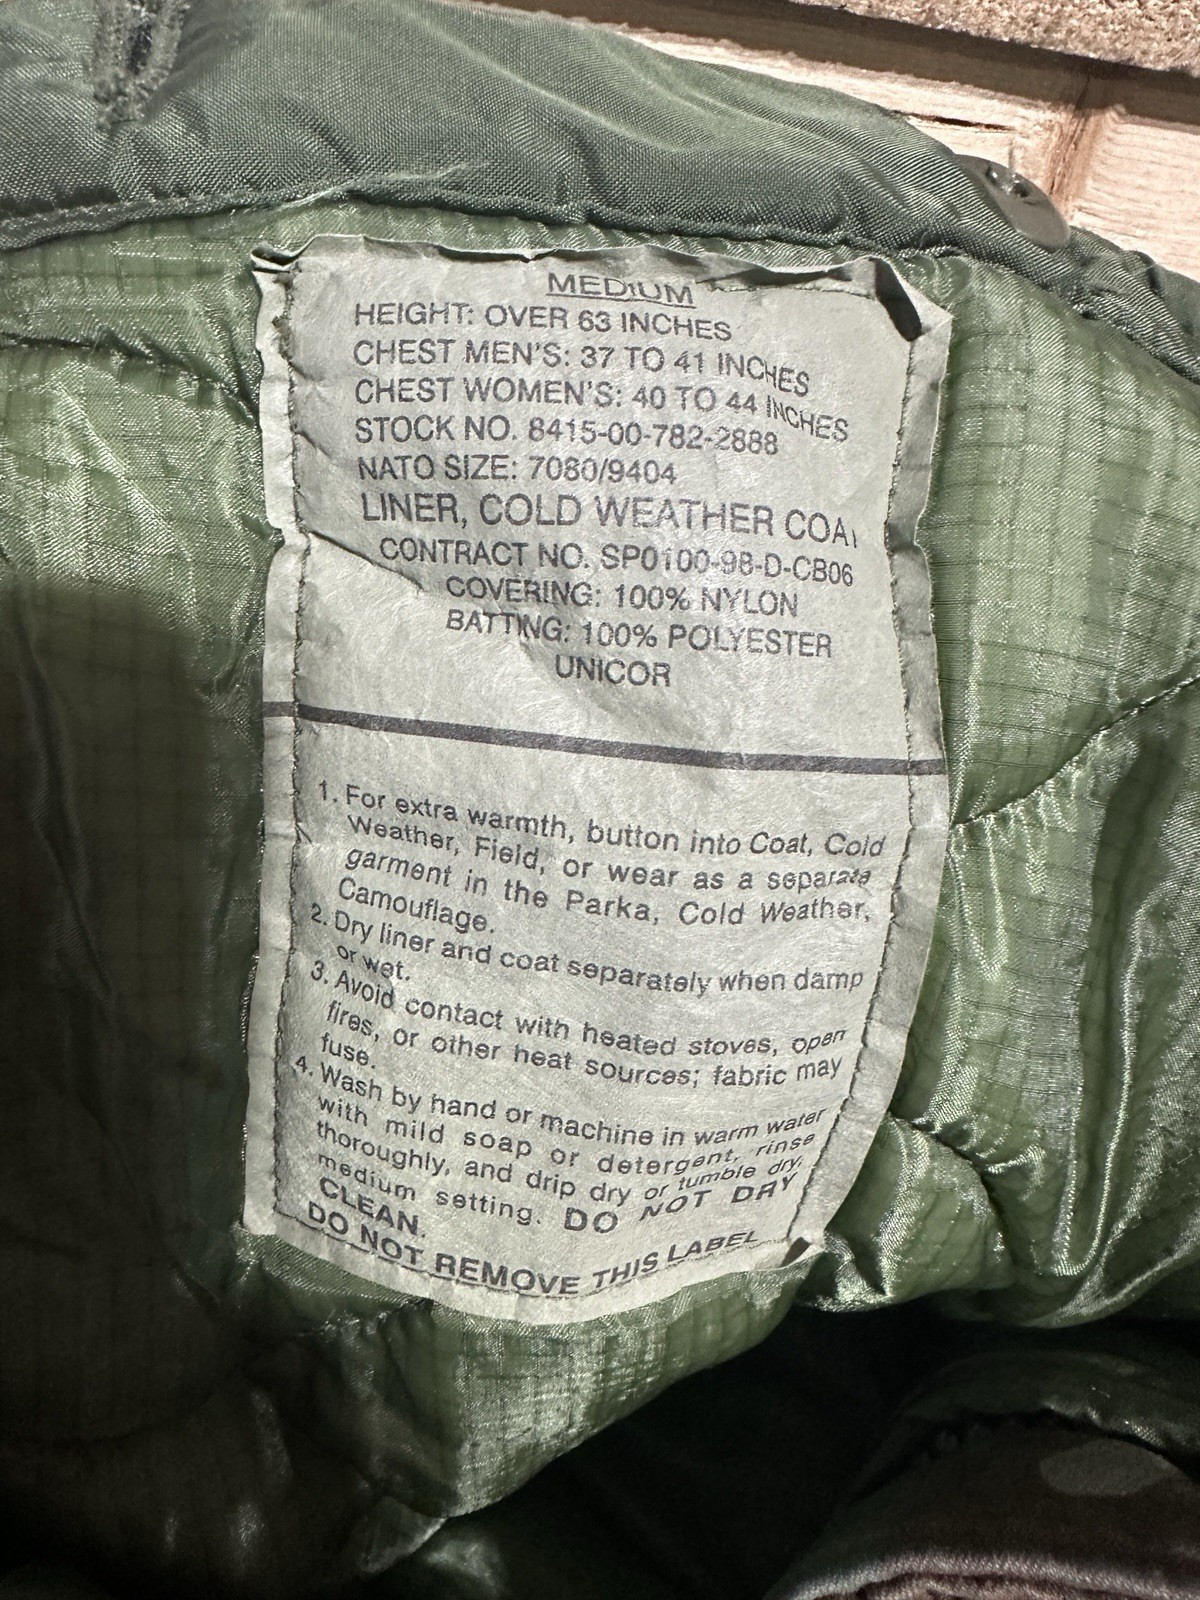 MEDIUM
HEIGHT: OVER 63 INCHES
CHEST MEN'S: 37 TO 41 INCHES
CHEST WOMEN'S: 40 TO 44 INCHES
STOCK NO. 8415-00-782-2888
NATO SIZE: 7080/9404
LINER, COLD WEATHER COAT
CONTRACT NO. SP0100-98-D-CB06
COVERING: 100% NYLON
BATTING: 100% POLYESTER
UNICOR
1. For extra warmth, button into Coat, Cold
Weather, Field, or wear as a separate
garment in the Parka, Cold Weather,
Camouflage.
2. Dry liner and coat separately when damp
or wet.
3. Avoid contact with heated stoves, open
fires, or other heat sources; fabric may
fuse.
4. Wash by hand or machine in warm water
with mild soap or detergent, rinse
thoroughly, and drip dry or tumble dry,
medium setting. DO NOT DRY
CLEAN.
DO NOT REMOVE THIS LABEL